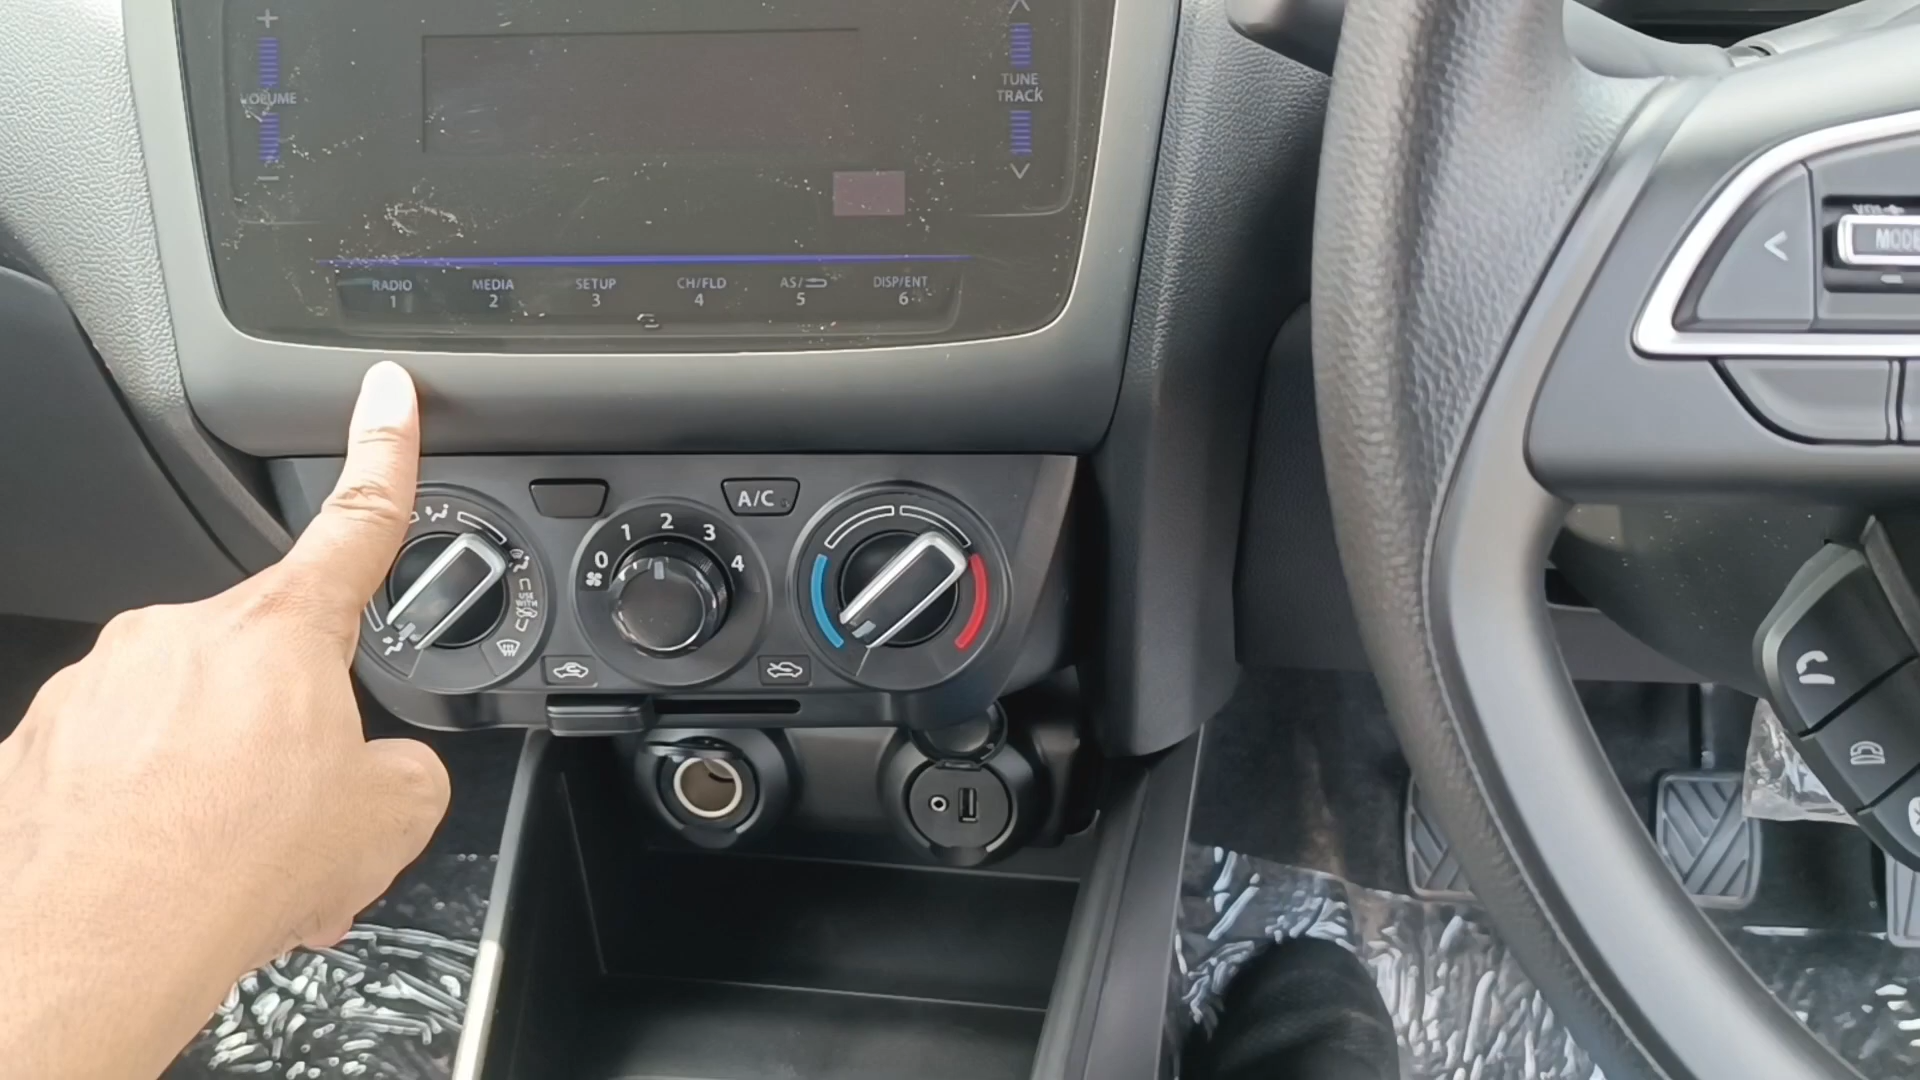 +
VOLUME
−
TUNE
TRACK
RADIO
1
MEDIA
2
SETUP
3
CH/FLD
4
AS/
5
DISP/ENT
6
A/C
0
1
2
3
4
USE
WITH
VOL+
MODE
−
<